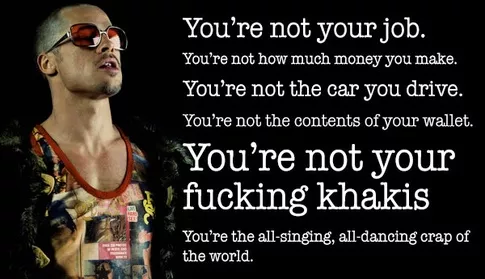 You're not your job.
You're not how much money you make.
You're not the car you drive.
You're not the contents of your wallet.
You're not your
fucking khakis
You're the all-singing, all-dancing crap of
the world.